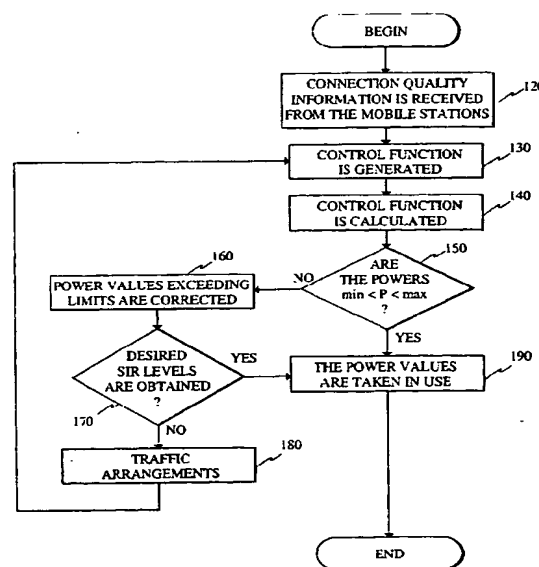 BEGIN
CONNECTION QUALITY
INFORMATION IS RECEIVED
FROM THE MOBILE STATIONS
120
CONTROL FUNCTION
IS GENERATED
130
CONTROL FUNCTION
IS CALCULATED
140
150
ARE
THE POWERS
min < P < max
?
NO
YES
160
POWER VALUES EXCEEDING
LIMITS ARE CORRECTED
DESIRED
SIR LEVELS
ARE OBTAINED
?
YES
170
NO
THE POWER VALUES
ARE TAKEN IN USE
190
TRAFFIC
ARRANGEMENTS
180
END